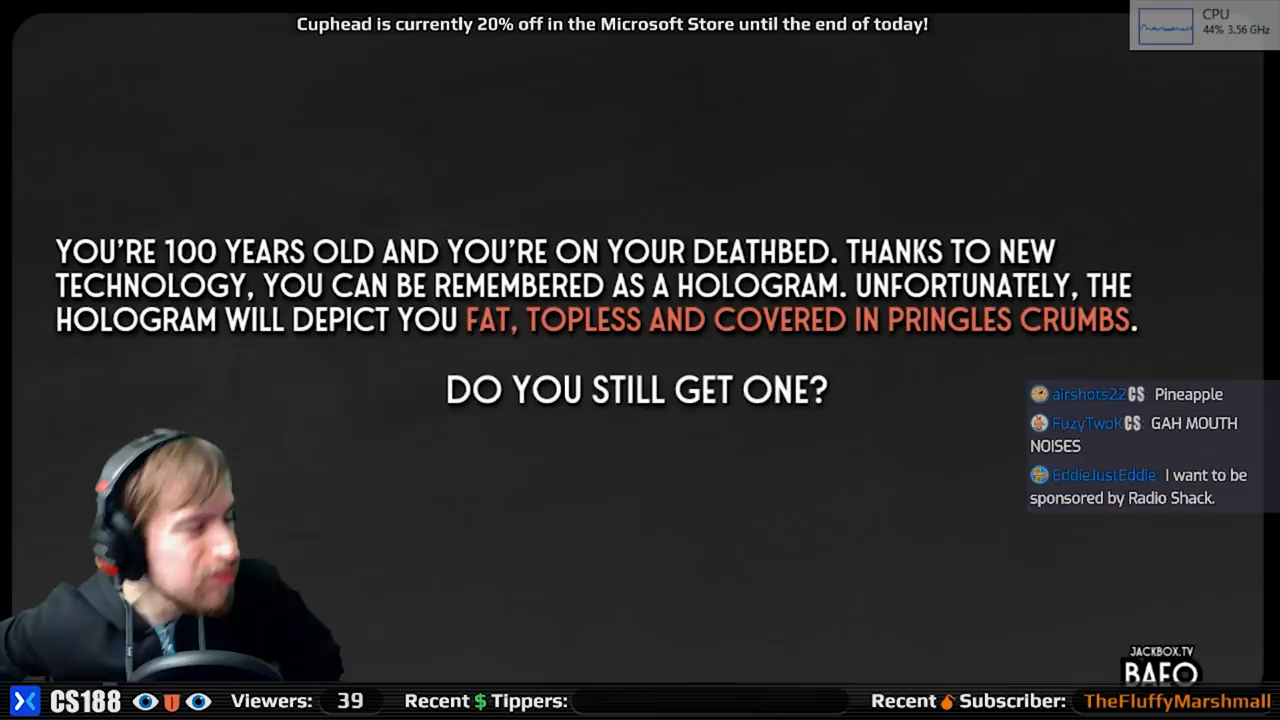 Cuphead is currently 20% off in the Microsoft Store until the end of today!
CPU
44% 3.56 GHz
YOU'RE 100 YEARS OLD AND YOU'RE ON YOUR DEATHBED. THANKS TO NEW
TECHNOLOGY, YOU CAN BE REMEMBERED AS A HOLOGRAM. UNFORTUNATELY, THE
HOLOGRAM WILL DEPICT YOU FAT, TOPLESS AND COVERED IN PRINGLES CRUMBS.
DO YOU STILL GET ONE?
airshots22 CS Pineapple
FuzyTwoK CS: GAH MOUTH
NOISES
EddieJustEddie: I want to be
sponsored by Radio Shack.
JACKBOX.TV
BAEO
CS188 Viewers: 39 Recent $ Tippers: Recent Subscriber: TheFluffyMarshmall